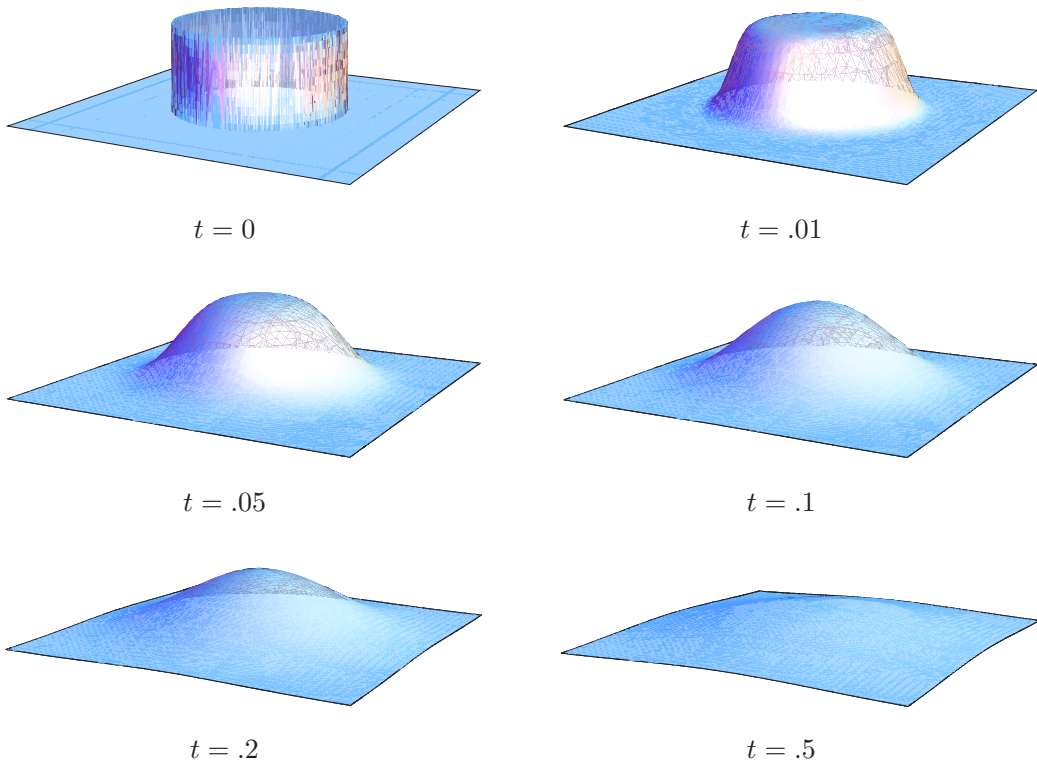 t = 0
t = .01
t = .05
t = .1
t = .2
t = .5